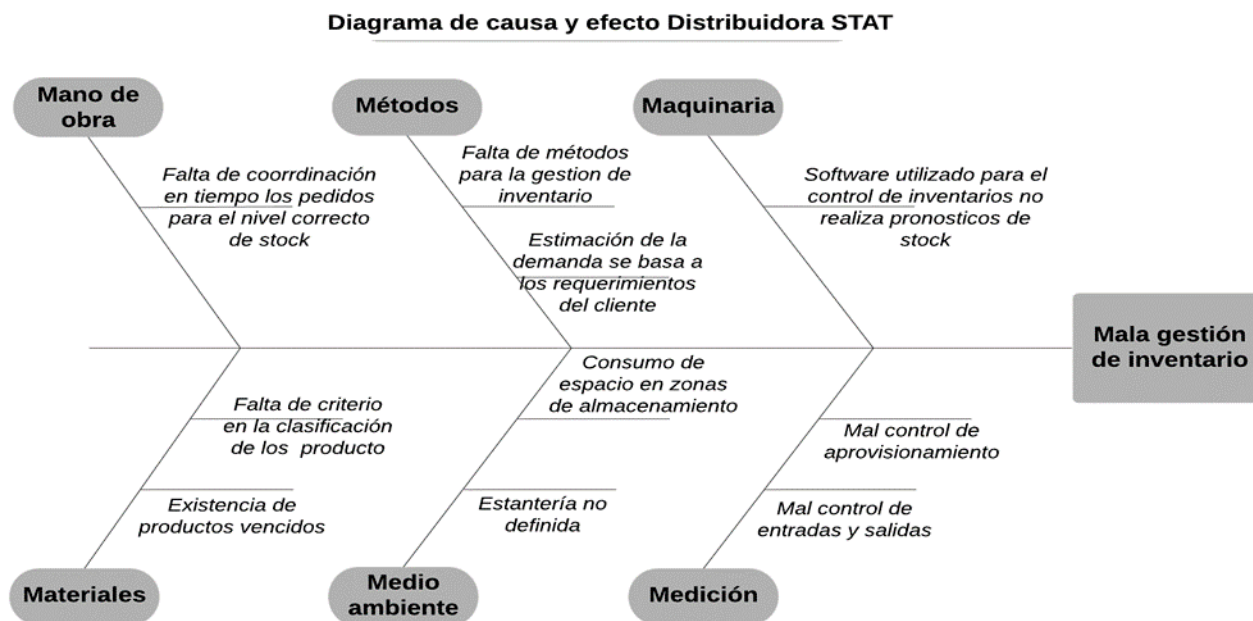 Diagrama de causa y efecto Distribuidora STAT
Mano de
obra
Métodos
Maquinaria
Falta de coorrdinación
en tiempo los pedidos
para el nivel correcto
de stock
Falta de métodos
para la gestion de
inventario
Estimación de la
demanda se basa a
los requerimientos
del cliente
Software utilizado para el
control de inventarios no
realiza pronosticos de
stock
Mala gestión
de inventario
Falta de criterio
en la clasificación
de los producto
Existencia de
productos vencidos
Consumo de
espacio en zonas
de almacenamiento
Estantería no
definida
Mal control de
aprovisionamiento
Mal control de
entradas y salidas
Materiales
Medio
ambiente
Medición